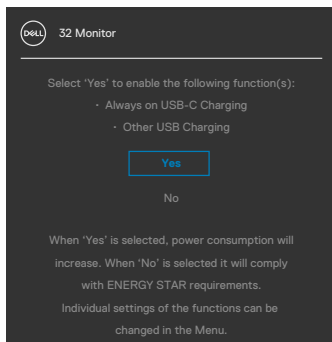 DELL 32 Monitor
Select ‘Yes’ to enable the following function(s):
· Always on USB-C Charging
· Other USB Charging
Yes
No
When ‘Yes’ is selected, power consumption will
increase. When ‘No’ is selected it will comply
with ENERGY STAR requirements.
Individual settings of the functions can be
changed in the Menu.